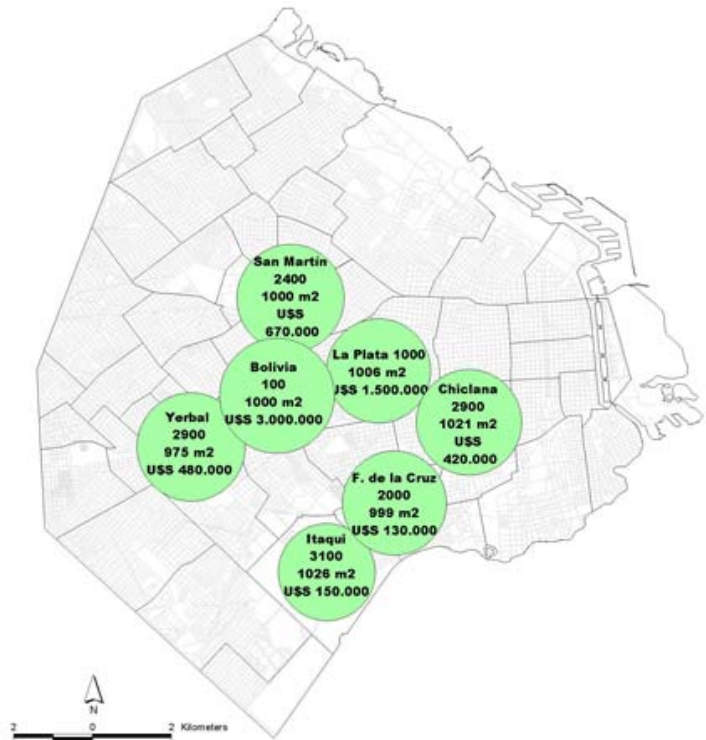 San Martín
2400
1000 m2
U$S
670.000
La Plata 1000
1006 m2
U$S 1.500.000
Bolivia
100
1000 m2
U$S 3.000.000
Chiclana
2900
1021 m2
U$S
420.000
Yerbal
2900
975 m2
U$S 480.000
F. de la Cruz
2000
999 m2
U$S 130.000
Itaqui
3100
1026 m2
U$S 150.000
N
2 0 2 Kilometers